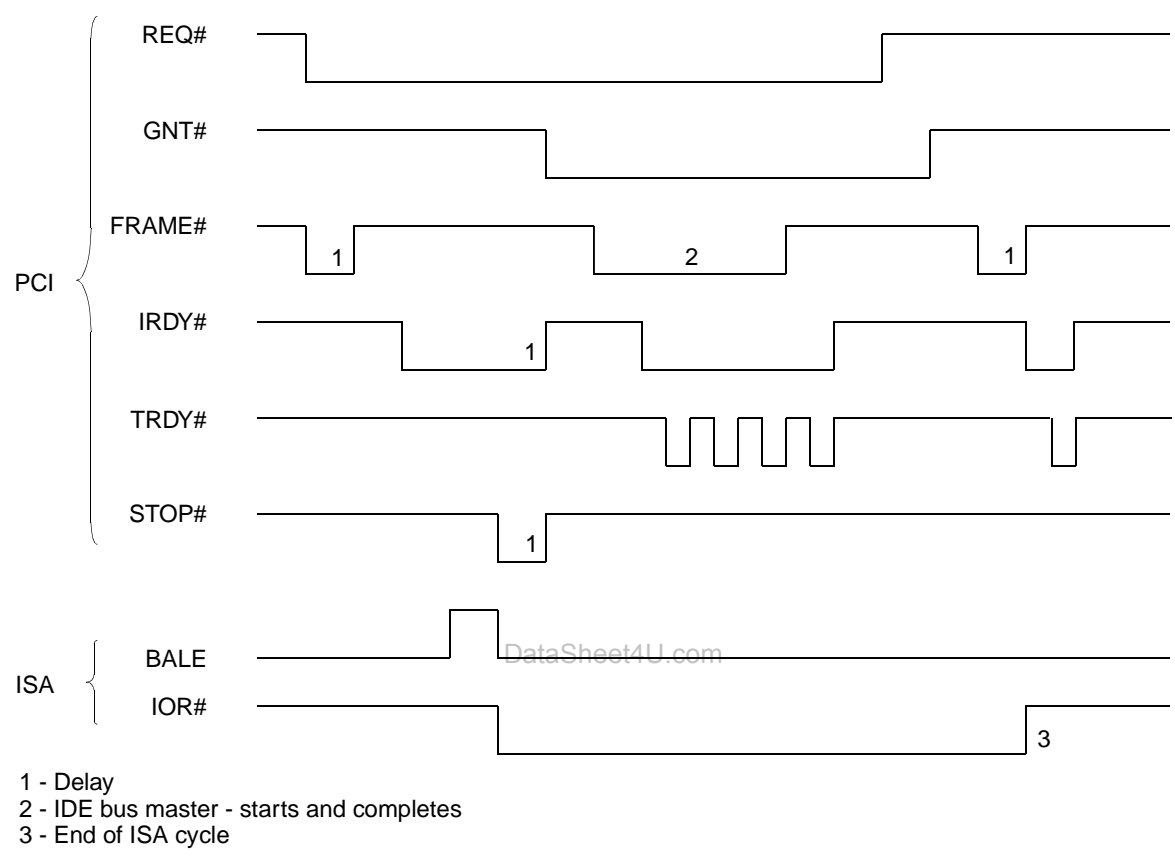 REQ#
GNT#
FRAME#
1
2
1
PCI
IRDY#
1
TRDY#
STOP#
1
DataSheet4U.com
BALE
ISA
IOR#
3
1 - Delay
2 - IDE bus master - starts and completes
3 - End of ISA cycle